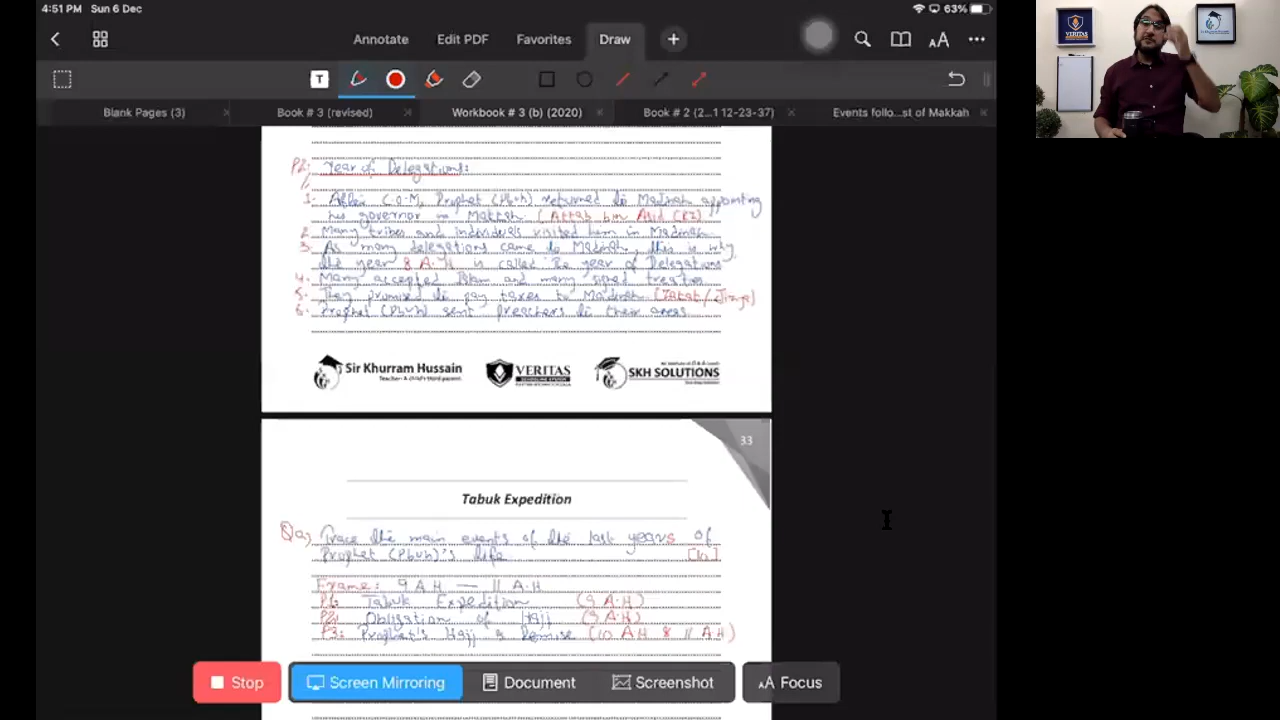 4:51 PM Sun 6 Dec
63%
Annotate Edit PDF Favorites Draw
T
Blank Pages (3) × Book # 3 (revised) × Workbook # 3 (b) (2020) × Book # 2 (2...1 12-23-37) × Events follo...st of Makkah ×
P2: Year of Delegations:
1- After C.O.M, Prophet (Pbuh) returned to Madinah appointing
his governor in Makkah (Attab bin Asid (RZ)
2. Many tribes and individuals visited him in Madinah
3. As many delegations came to Madinah, this is why
the year 8 A.H is called the year of Delegations
4. Many accepted Islam and many signed treaties
5. They promised to pay taxes to Madinah (Zakat / Jizya)
6. Prophet (Pbuh) sent preachers to their areas
Sir Khurram Hussain
Teacher: A child's third parent.
VERITAS
SKH SOLUTIONS
33
Tabuk Expedition
Qa) Trace the main events of the last years of
Prophet (Pbuh)'s life [10]
Frame: 9 A.H — 11 A.H
P1: Tabuk Expedition (9 A.H)
P2: Obligation of Hajj (9 A.H)
P3: Prophet's Hajj & Demise (10 A.H & 11 A.H)
Stop Screen Mirroring Document Screenshot AA Focus
VERITAS